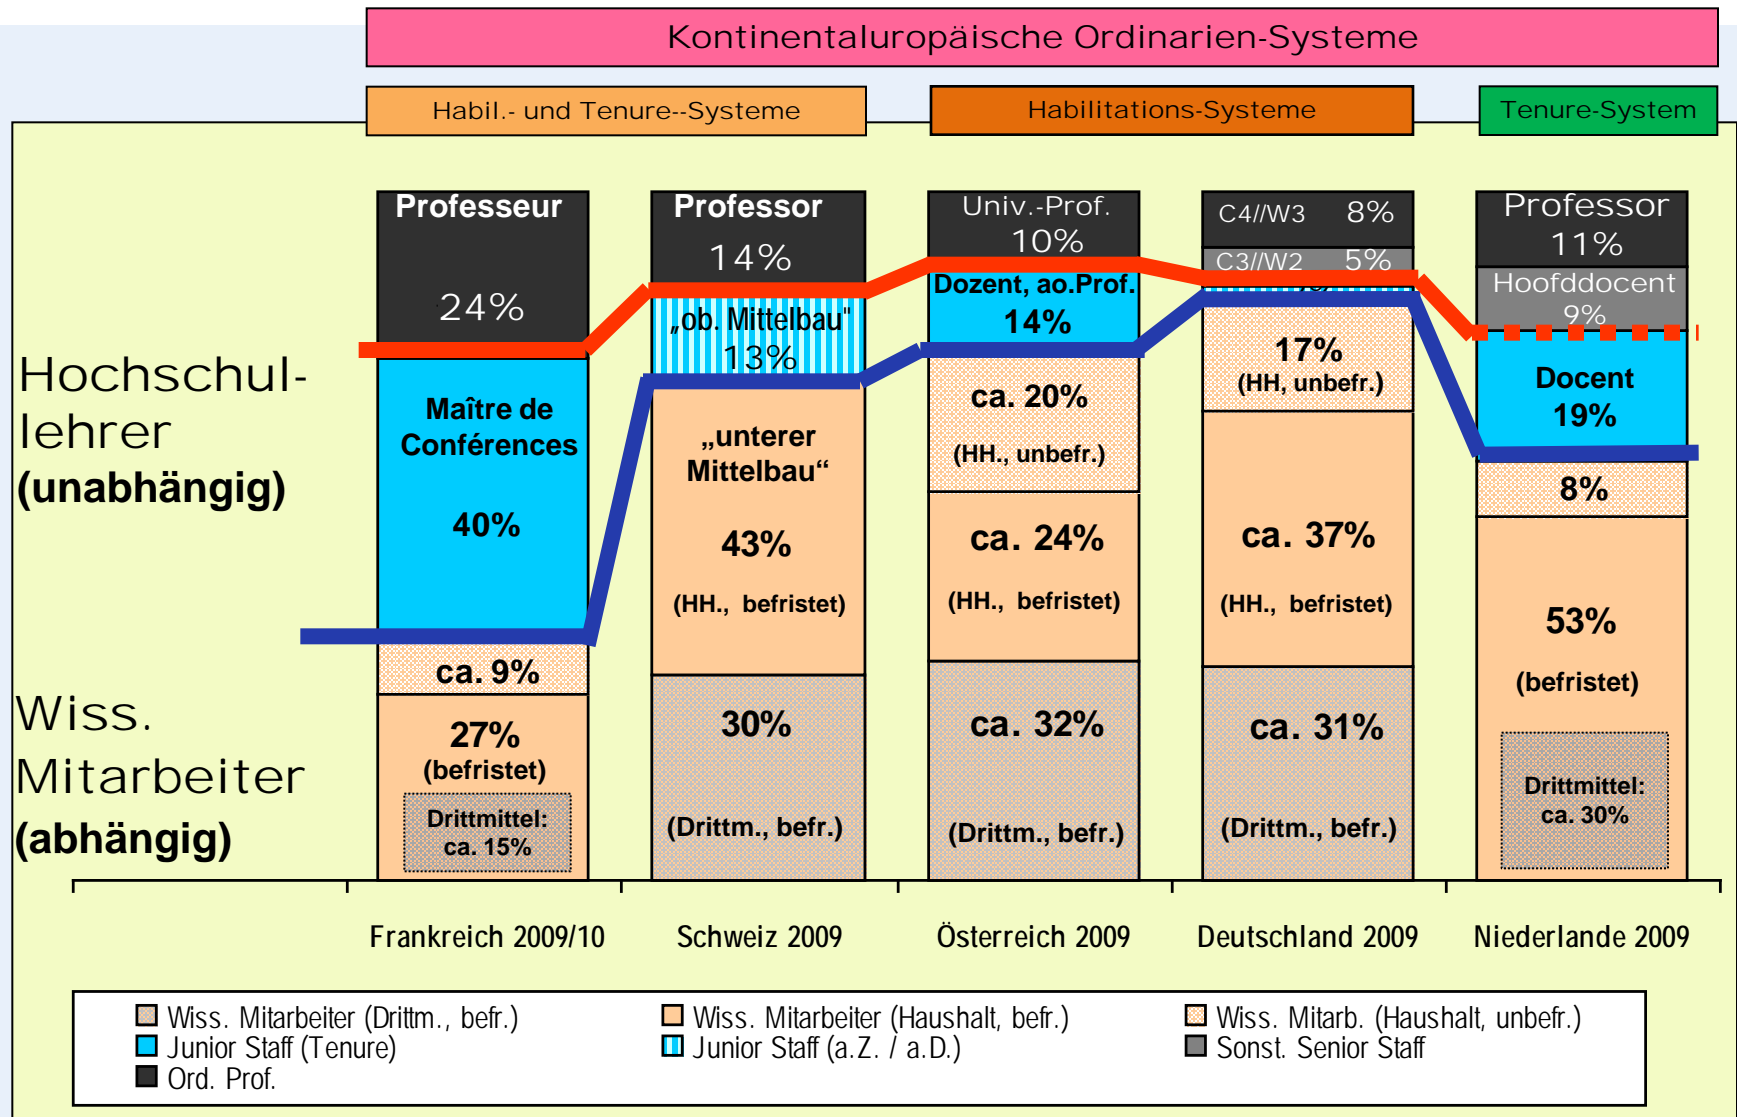 Kontinentaluropäische Ordinarien-Systeme
Habil.- und Tenure--Systeme
Habilitations-Systeme
Tenure-System
Hochschul-
lehrer
(unabhängig)
Wiss.
Mitarbeiter
(abhängig)
Professeur
24%
Maître de
Conférences
40%
ca. 9%
27%
(befristet)
Drittmittel:
ca. 15%
Professor
14%
„ob. Mittelbau"
13%
„unterer
Mittelbau“
43%
(HH., befristet)
30%
(Drittm., befr.)
Univ.-Prof.
10%
Dozent, ao.Prof.
14%
ca. 20%
(HH., unbefr.)
ca. 24%
(HH., befristet)
ca. 32%
(Drittm., befr.)
C4//W3 8%
C3//W2 5%
17%
(HH, unbefr.)
ca. 37%
(HH., befristet)
ca. 31%
(Drittm., befr.)
Professor
11%
Hoofddocent
9%
Docent
19%
8%
53%
(befristet)
Drittmittel:
ca. 30%
Frankreich 2009/10
Schweiz 2009
Österreich 2009
Deutschland 2009
Niederlande 2009
Wiss. Mitarbeiter (Drittm., befr.)
Wiss. Mitarbeiter (Haushalt, befr.)
Wiss. Mitarb. (Haushalt, unbefr.)
Junior Staff (Tenure)
Junior Staff (a.Z. / a.D.)
Sonst. Senior Staff
Ord. Prof.